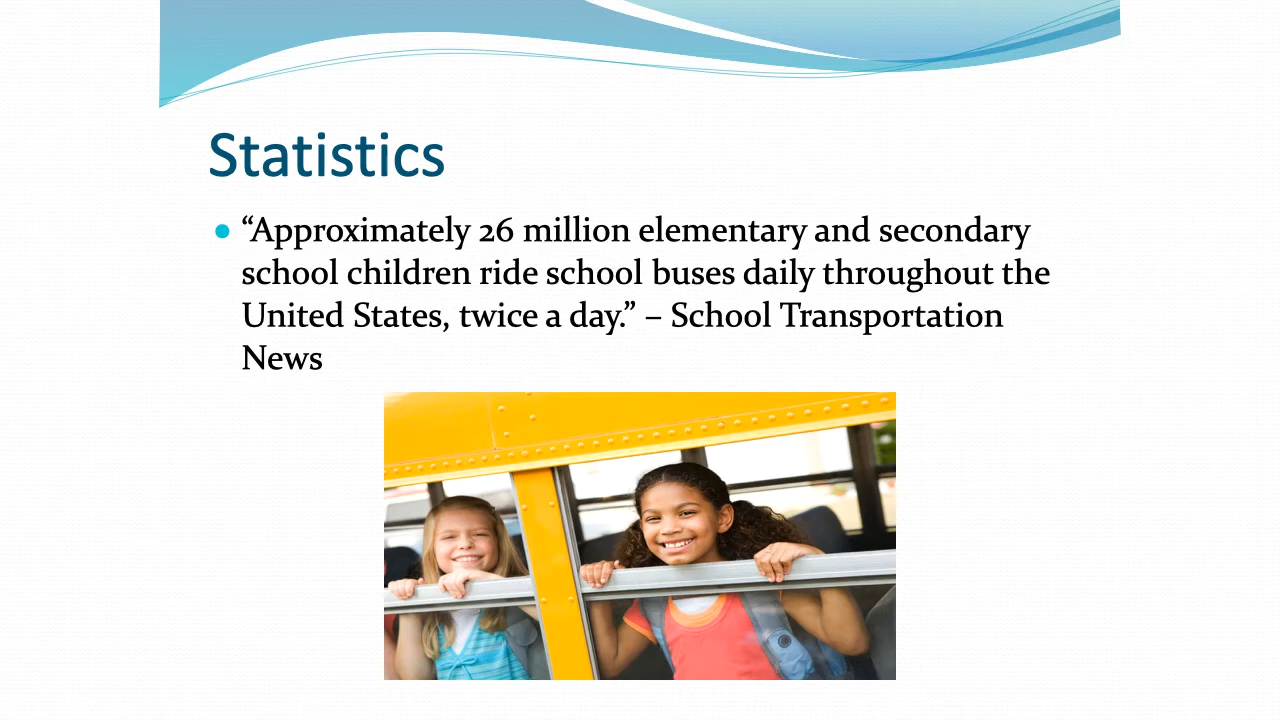 Statistics
“Approximately 26 million elementary and secondary
school children ride school buses daily throughout the
United States, twice a day.” – School Transportation
News